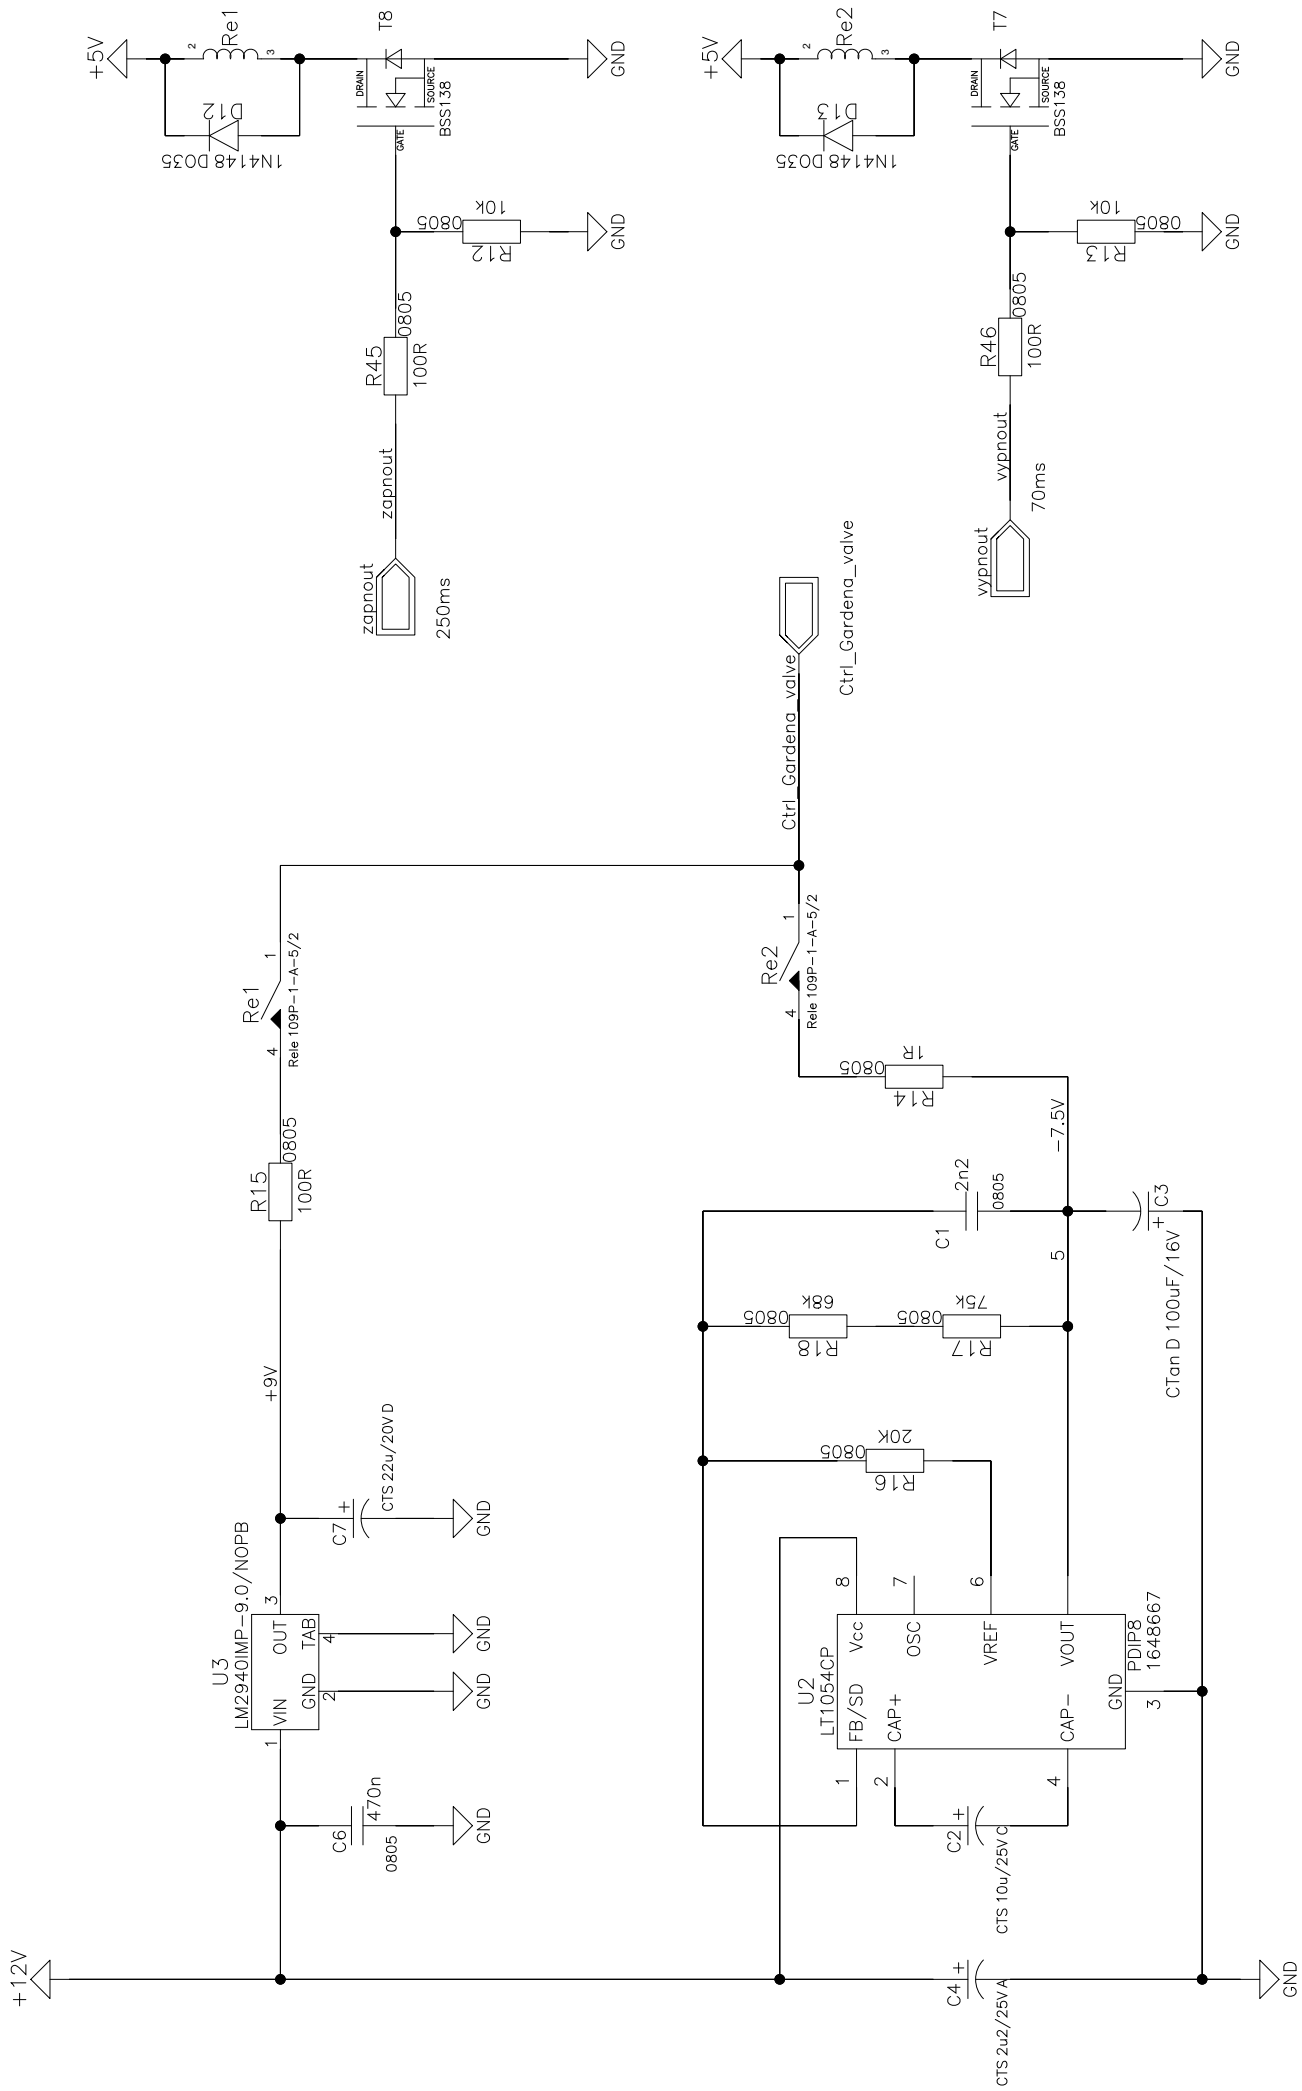 +5V
2
Re1
3
D12
1N4148 DO35
T8
DRAIN
SOURCE
GATE
BSS138
GND
0805
10k
R12
GND
R45
0805
100R
zapnout
zapnout
250ms
+5V
2
Re2
3
D13
1N4148 DO35
T7
DRAIN
SOURCE
GATE
BSS138
GND
10k
0805
R13
GND
R46
0805
100R
vypnout
vypnout
70ms
Ctrl_Gardena_valve
Ctrl_Gardena_valve
Re1
1
4
Rele 109P-1-A-5/2
Re2
1
4
Rele 109P-1-A-5/2
R15
0805
100R
+9V
0805
1R
R14
-7.5V
C1
2n2
0805
5
C3
+
CTan D 100uF/16V
0805
68k
R18
0805
75k
R17
0805
20K
R16
C7
+
CTS 22u/20V D
GND
U3
LM2940IMP-9.0/NOPB
VIN
OUT
GND
TAB
1
3
2
4
GND
GND
C6
470n
0805
GND
U2
LT1054CP
FB/SD
Vcc
CAP+
OSC
VREF
CAP-
VOUT
GND
1
2
4
8
7
6
3
PDIP8
1648667
C2
+
CTS 10u/25V C
+12V
C4
+
CTS 2u2/25V A
GND